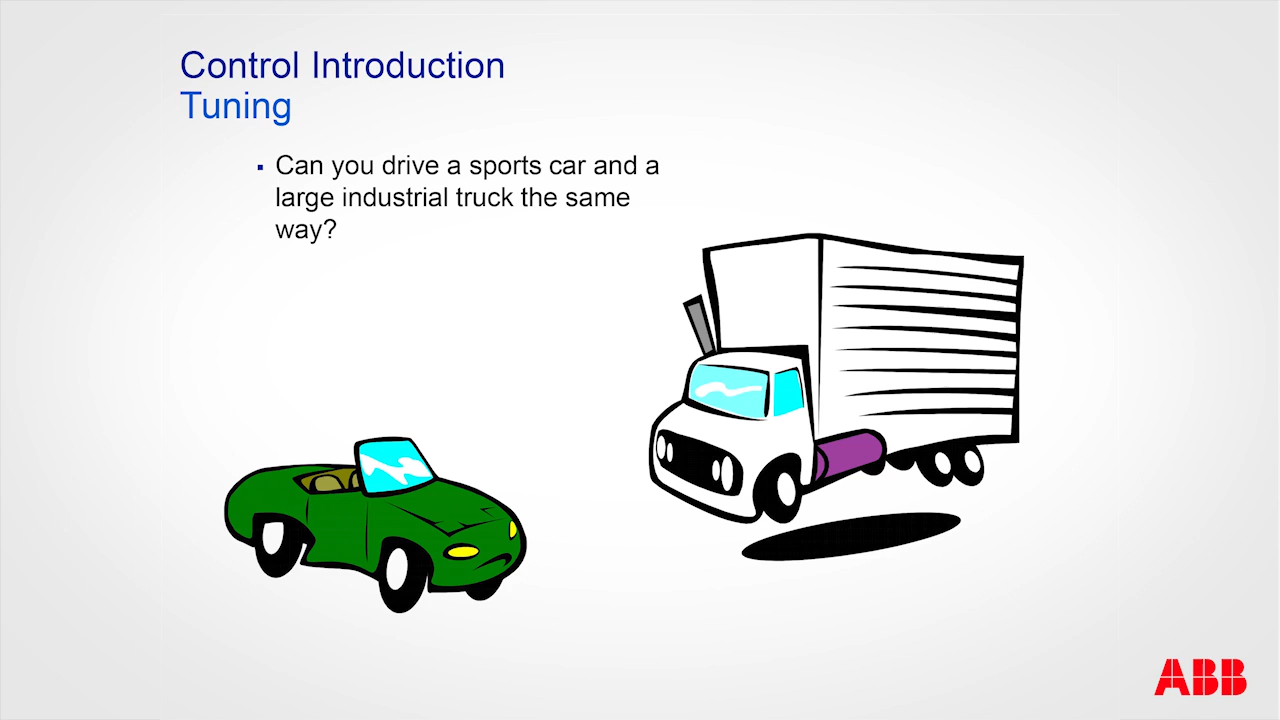 Control Introduction
Tuning
▪ Can you drive a sports car and a
large industrial truck the same
way?
ABB